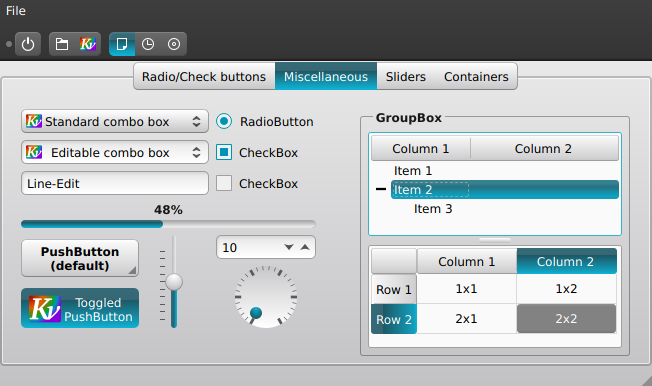 File
Radio/Check buttons Miscellaneous Sliders Containers
Standard combo box RadioButton
Editable combo box CheckBox
Line-Edit CheckBox
48%
PushButton
(default)
10
Toggled
PushButton
GroupBox
Column 1 Column 2
Item 1
Item 2
Item 3
Column 1 Column 2
Row 1 1x1 1x2
Row 2 2x1 2x2